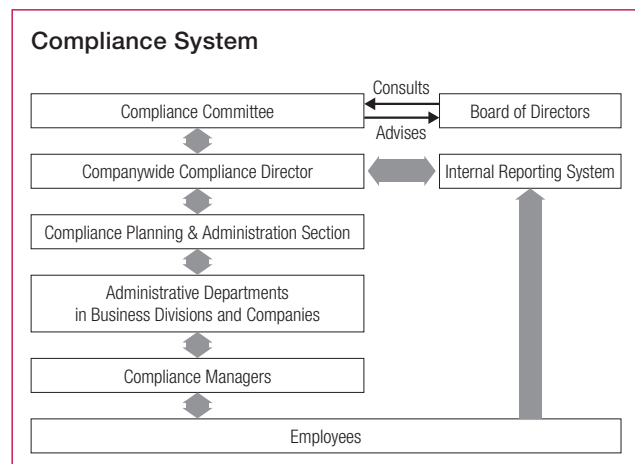 Compliance System
Consults
Compliance Committee
Board of Directors
Advises
Companywide Compliance Director
Internal Reporting System
Compliance Planning & Administration Section
Administrative Departments
in Business Divisions and Companies
Compliance Managers
Employees